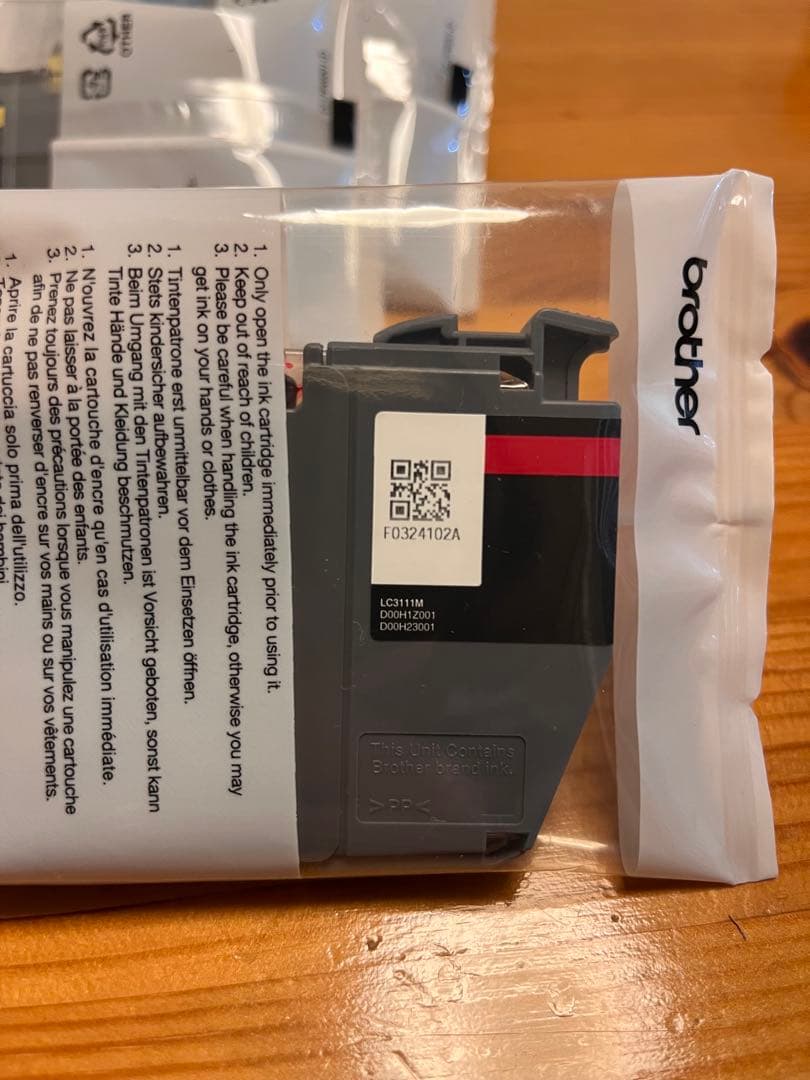 brother
1. Only open the ink cartridge immediately prior to using it.
2. Keep out of reach of children.
3. Please be careful when handling the ink cartridge, otherwise you may
get ink on your hands or clothes.
1. Tintenpatrone erst unmittelbar vor dem Einsetzen öffnen.
2. Stets kindersicher aufbewahren.
3. Beim Umgang mit den Tintenpatronen ist Vorsicht geboten, sonst kann
Tinte Hände und Kleidung beschmutzen.
1. N'ouvrez la cartouche d'encre qu'en cas d'utilisation immédiate.
2. Ne pas laisser à la portée des enfants.
3. Prenez toujours des précautions lorsque vous manipulez une cartouche
afin de ne pas renverser d'encre sur vos mains ou sur vos vêtements.
1. Aprire la cartuccia solo prima dell'utilizzo.
F0324102A
LC3111M
D00H1Z001
D00H23001
This Unit Contains
Brother brand ink.
>PP<